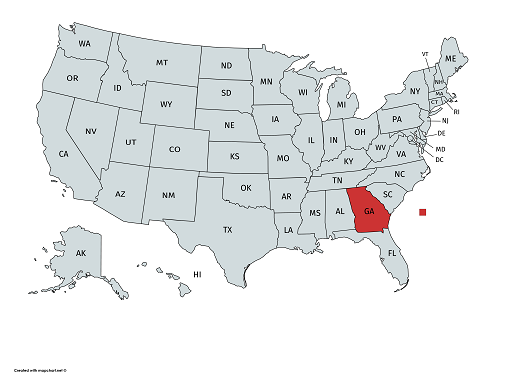 WA
MT
ND
MN
OR
ID
SD
WI
MI
VT
ME
NH
NY
MA
CT
RI
WY
NE
IA
PA
NJ
NV
UT
CO
IL
IN
OH
DE
MD
DC
CA
KS
MO
WV
VA
KY
AZ
NM
OK
AR
TN
NC
SC
TX
LA
MS
AL
GA
FL
AK
HI
Created with mapchart.net ©